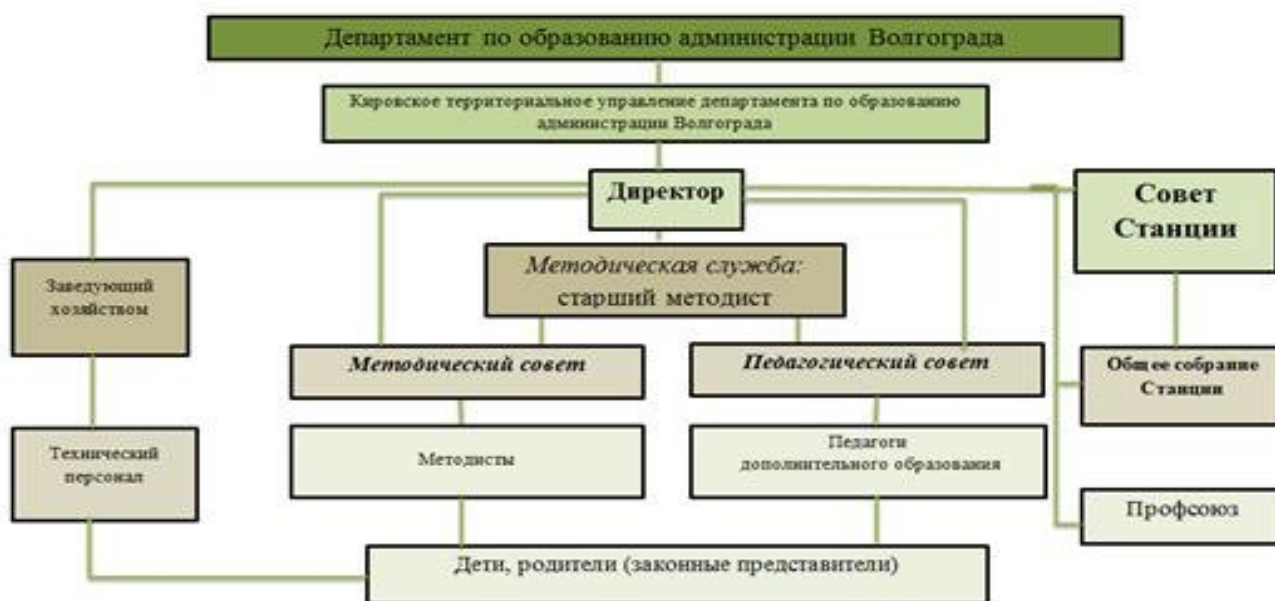 Департамент по образованию администрации Волгограда
Кировское территориальное управление департамента по образованию
администрации Волгограда
Директор
Совет
Станции
Методическая служба:
старший методист
Заведующий
хозяйством
Методический совет
Педагогический совет
Общее собрание
Станции
Технический
персонал
Методисты
Педагоги
дополнительного образования
Профсоюз
Дети, родители (законные представители)